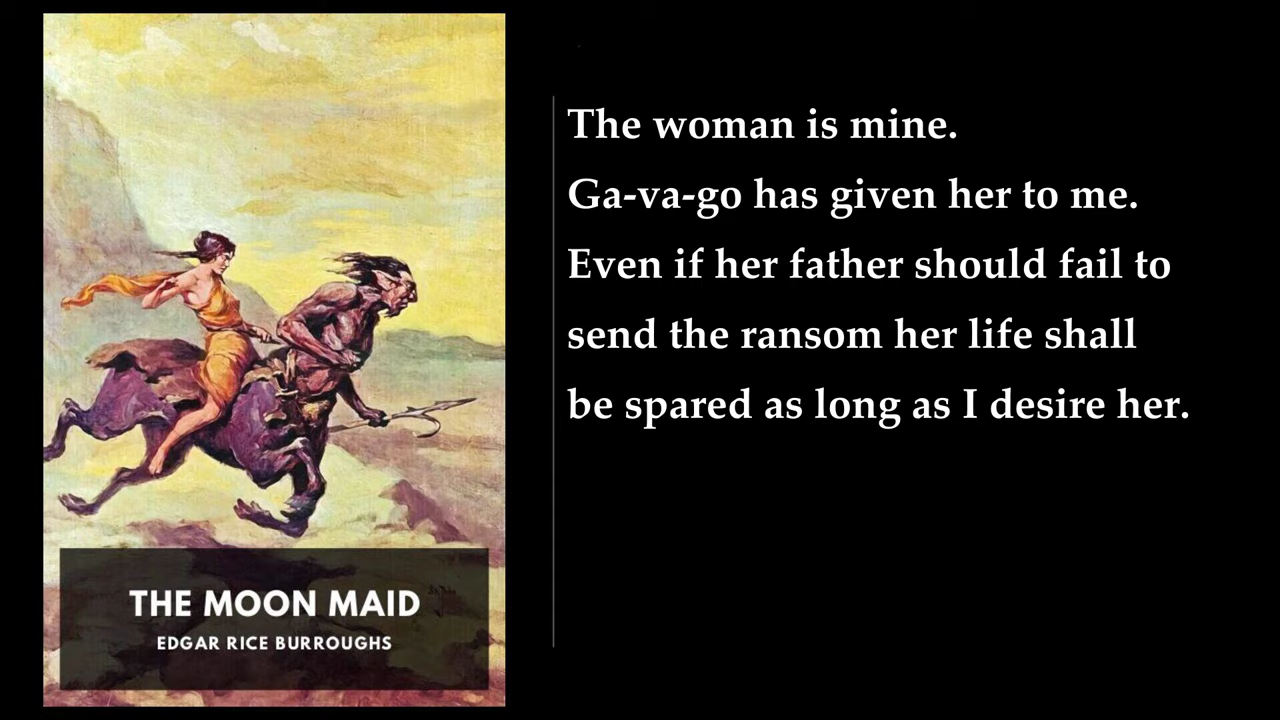 The woman is mine.
Ga-va-go has given her to me.
Even if her father should fail to
send the ransom her life shall
be spared as long as I desire her.
THE MOON MAID
EDGAR RICE BURROUGHS